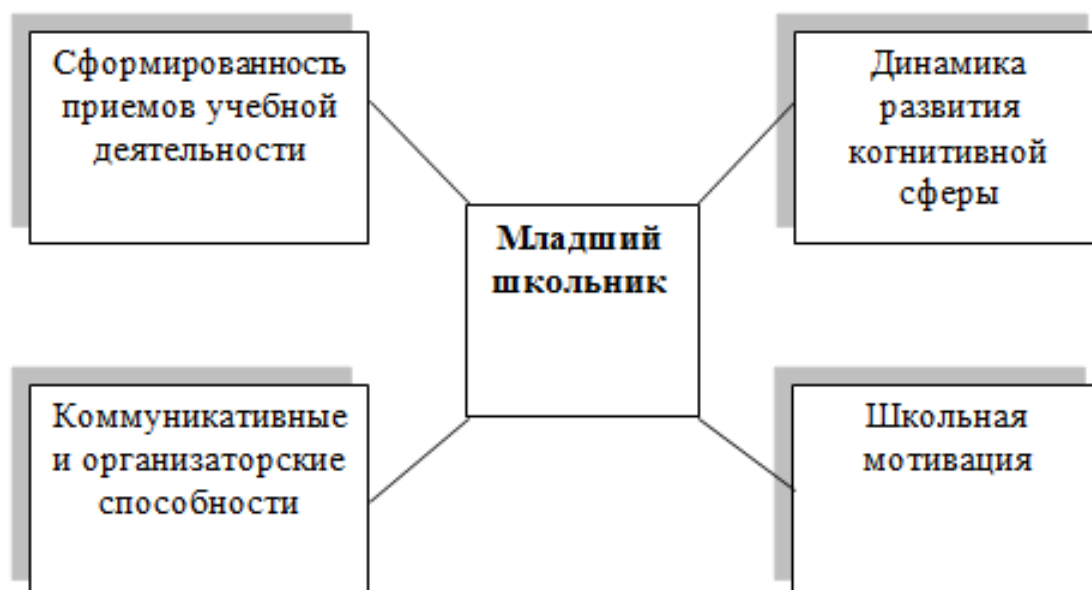 Сформированность
приемов учебной
деятельности
Динамика
развития
когнитивной
сферы
Младший
школьник
Коммуникативные
и организаторские
способности
Школьная
мотивация